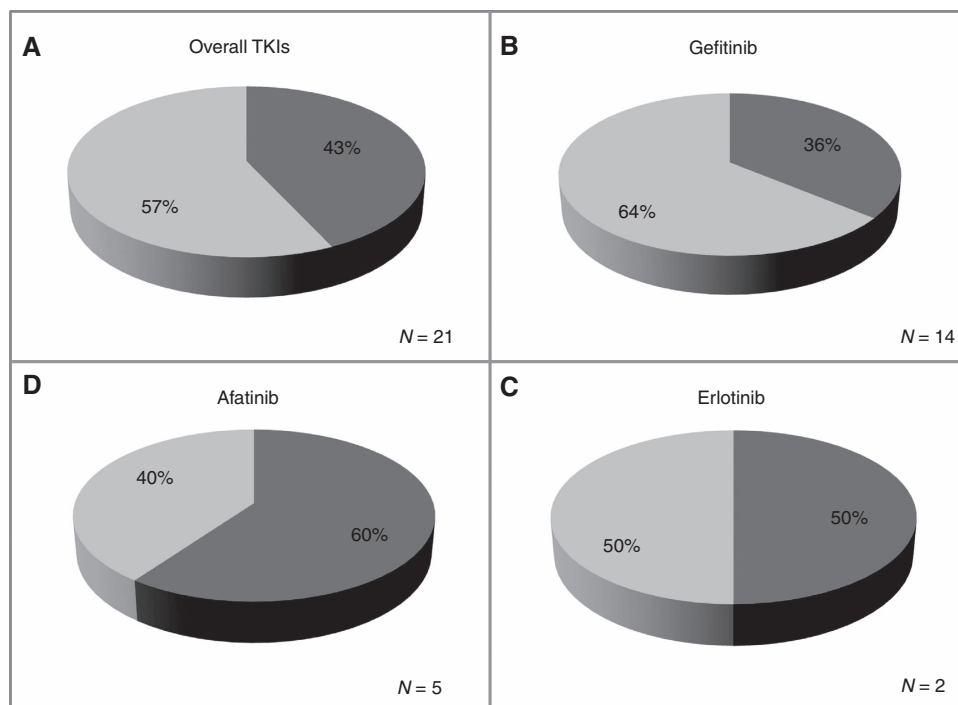 A
Overall TKIs
43%
57%
N = 21
B
Gefitinib
36%
64%
N = 14
D
Afatinib
40%
60%
N = 5
C
Erlotinib
50%
50%
N = 2